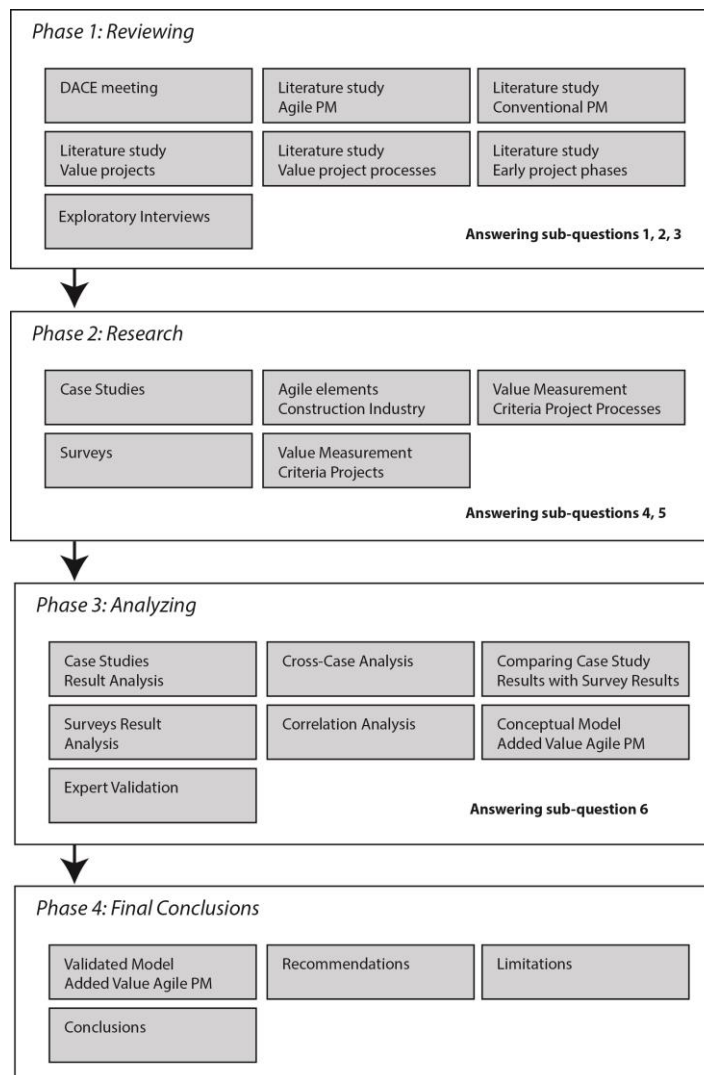 Phase 1: Reviewing
DACE meeting
Literature study
Agile PM
Literature study
Conventional PM
Literature study
Value projects
Literature study
Value project processes
Literature study
Early project phases
Exploratory Interviews
Answering sub-questions 1, 2, 3
Phase 2: Research
Case Studies
Agile elements
Construction Industry
Value Measurement
Criteria Project Processes
Surveys
Value Measurement
Criteria Projects
Answering sub-questions 4, 5
Phase 3: Analyzing
Case Studies
Result Analysis
Cross-Case Analysis
Comparing Case Study
Results with Survey Results
Surveys Result
Analysis
Correlation Analysis
Conceptual Model
Added Value Agile PM
Expert Validation
Answering sub-question 6
Phase 4: Final Conclusions
Validated Model
Added Value Agile PM
Recommendations
Limitations
Conclusions